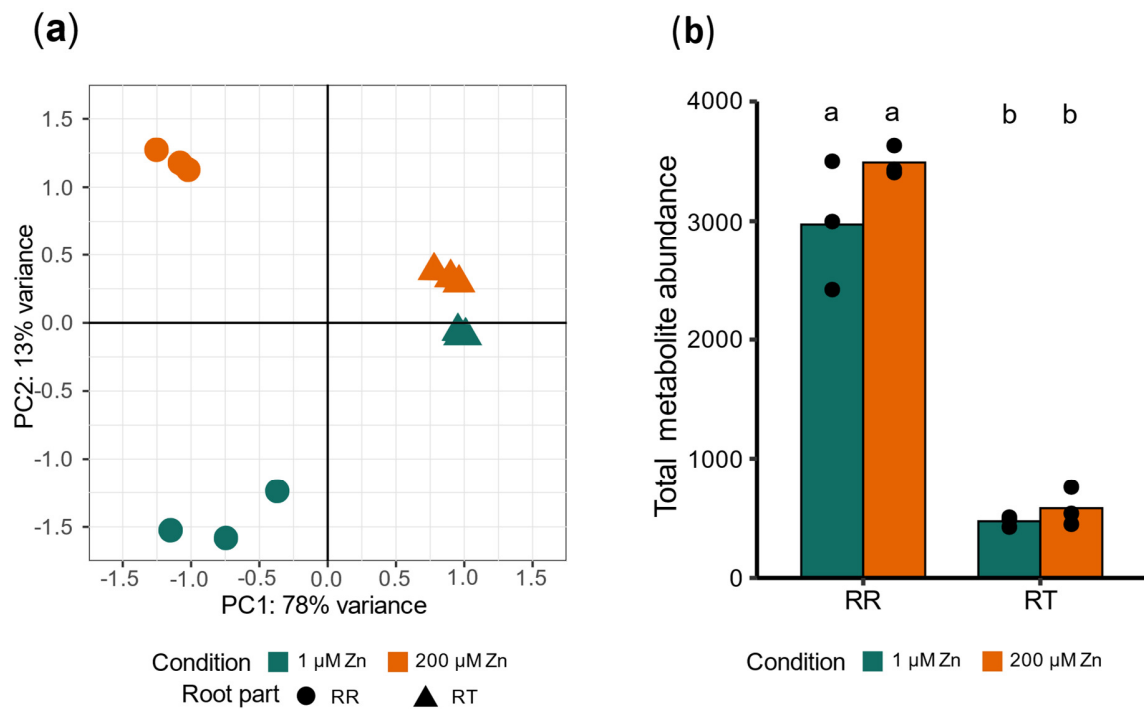 (a)
PC2: 13% variance
1.5
1.0
0.5
0.0
-0.5
-1.0
-1.5
-1.5 -1.0 -0.5 0.0 0.5 1.0 1.5
PC1: 78% variance
Condition 1 µM Zn 200 µM Zn
Root part RR RT
(b)
Total metabolite abundance
4000
3000
2000
1000
0
a a b b
RR RT
Condition 1 µM Zn 200 µM Zn